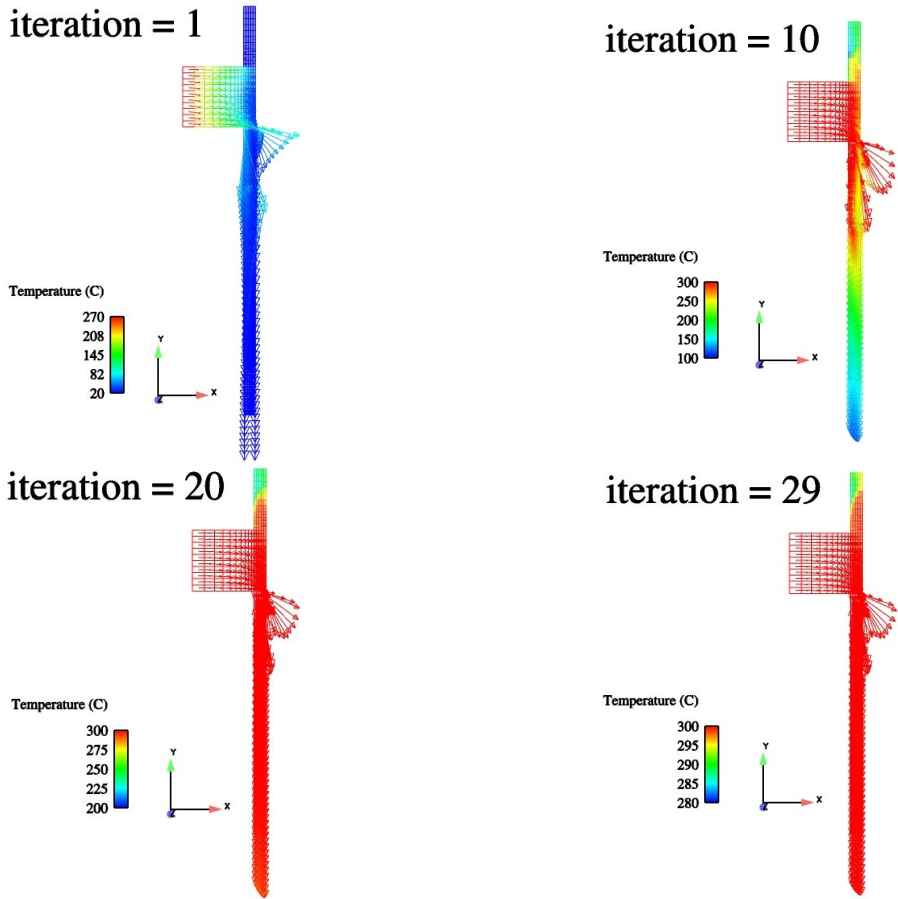 iteration = 1
iteration = 10
Temperature (C)
270
208
145
82
20
Y
X
Z
Temperature (C)
300
250
200
150
100
Y
X
Z
iteration = 20
iteration = 29
Temperature (C)
300
275
250
225
200
Y
X
Z
Temperature (C)
300
295
290
285
280
Y
X
Z